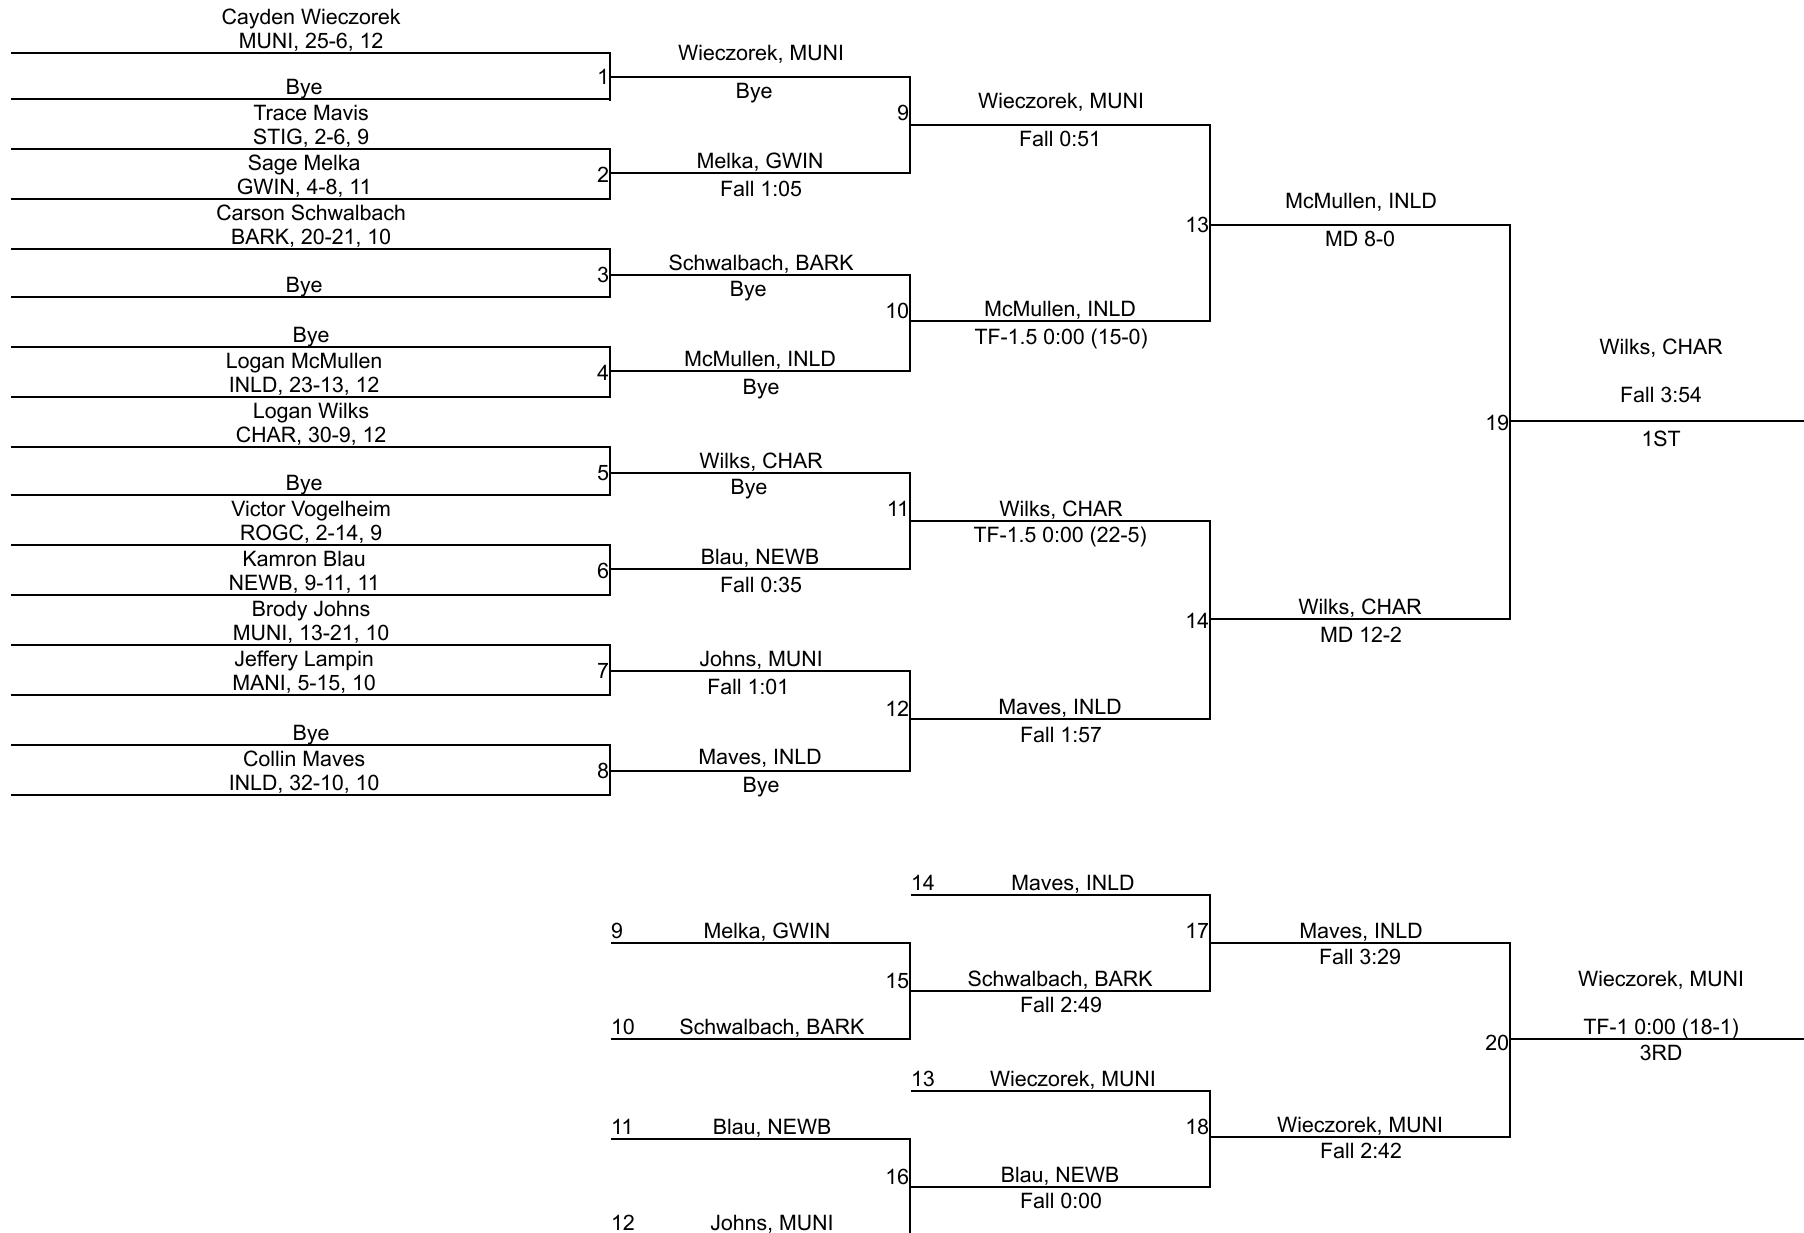 Cayden Wieczorek
MUNI, 25-6, 12
Bye
1
Trace Mavis
STIG, 2-6, 9
Sage Melka
GWIN, 4-8, 11
2
Carson Schwalbach
BARK, 20-21, 10
Bye
3
Bye
Logan McMullen
INLD, 23-13, 12
4
Logan Wilks
CHAR, 30-9, 12
Bye
5
Victor Vogelheim
ROGC, 2-14, 9
Kamron Blau
NEWB, 9-11, 11
6
Brody Johns
MUNI, 13-21, 10
Jeffery Lampin
MANI, 5-15, 10
7
Bye
Collin Maves
INLD, 32-10, 10
8
Wieczorek, MUNI
Bye
9
Melka, GWIN
Fall 1:05
Schwalbach, BARK
Bye
10
McMullen, INLD
Bye
Wilks, CHAR
Bye
11
Blau, NEWB
Fall 0:35
Johns, MUNI
Fall 1:01
12
Maves, INLD
Bye
Wieczorek, MUNI
Fall 0:51
13
McMullen, INLD
TF-1.5 0:00 (15-0)
Wilks, CHAR
TF-1.5 0:00 (22-5)
14
Maves, INLD
Fall 1:57
McMullen, INLD
MD 8-0
19
Wilks, CHAR
MD 12-2
Wilks, CHAR
Fall 3:54
1ST
9 Melka, GWIN
15
10 Schwalbach, BARK
11 Blau, NEWB
16
12 Johns, MUNI
14 Maves, INLD
17
Schwalbach, BARK
Fall 2:49
13 Wieczorek, MUNI
18
Blau, NEWB
Fall 0:00
Maves, INLD
Fall 3:29
20
Wieczorek, MUNI
Fall 2:42
Wieczorek, MUNI
TF-1 0:00 (18-1)
3RD